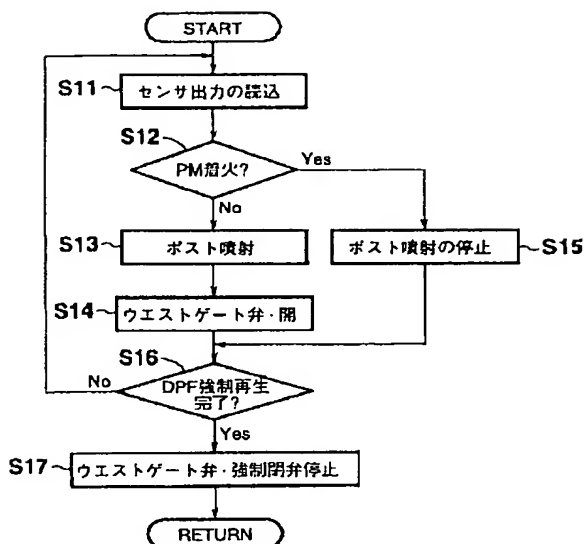 START
S11
センサ出力の読込
S12
PM着火?
Yes
No
S13
ポスト噴射
ポスト噴射の停止
S15
S14
ウエストゲート弁・開
S16
No
DPF強制再生
完了?
Yes
S17
ウエストゲート弁・強制閉弁停止
RETURN